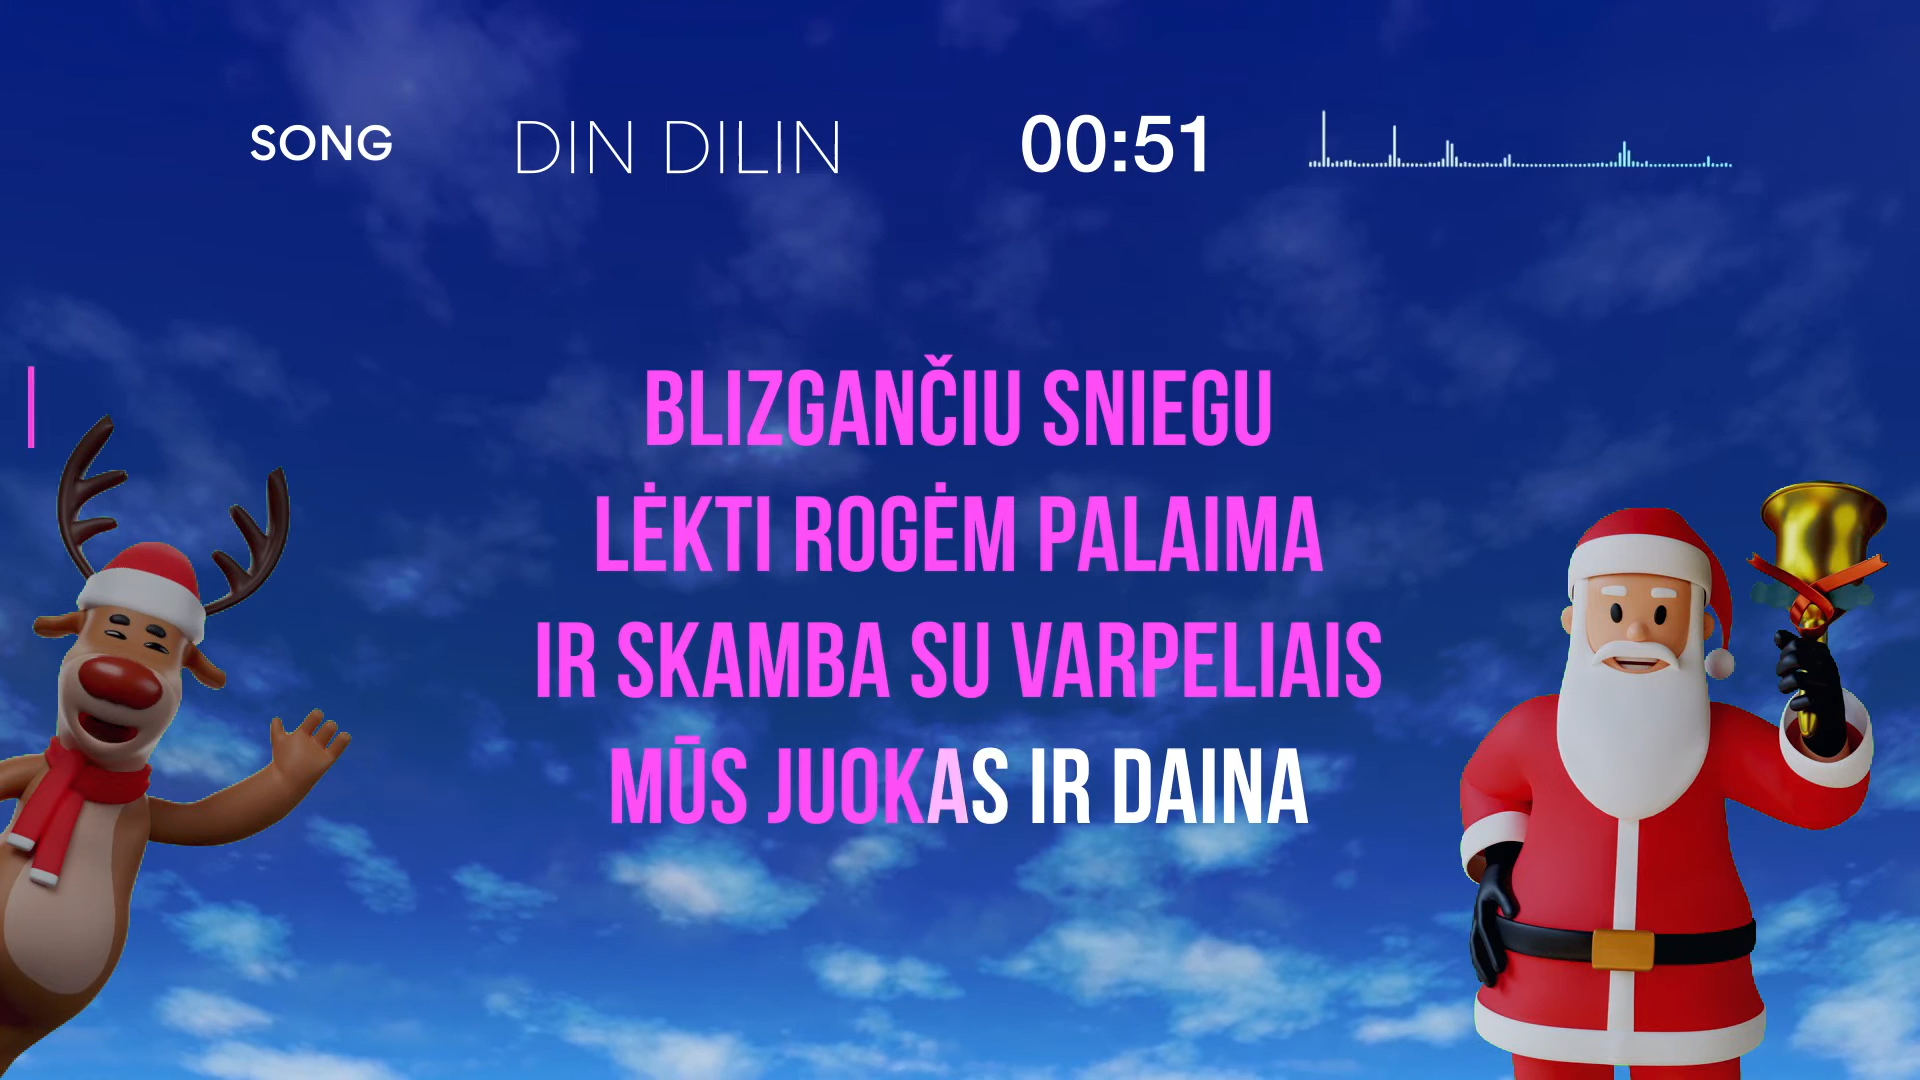 SONG DIN DILIN 00:51
BLIZGANČIU SNIEGU
LĖKTI ROGĖM PALAIMA
IR SKAMBA SU VARPELIAIS
MŪS JUOKAS IR DAINA